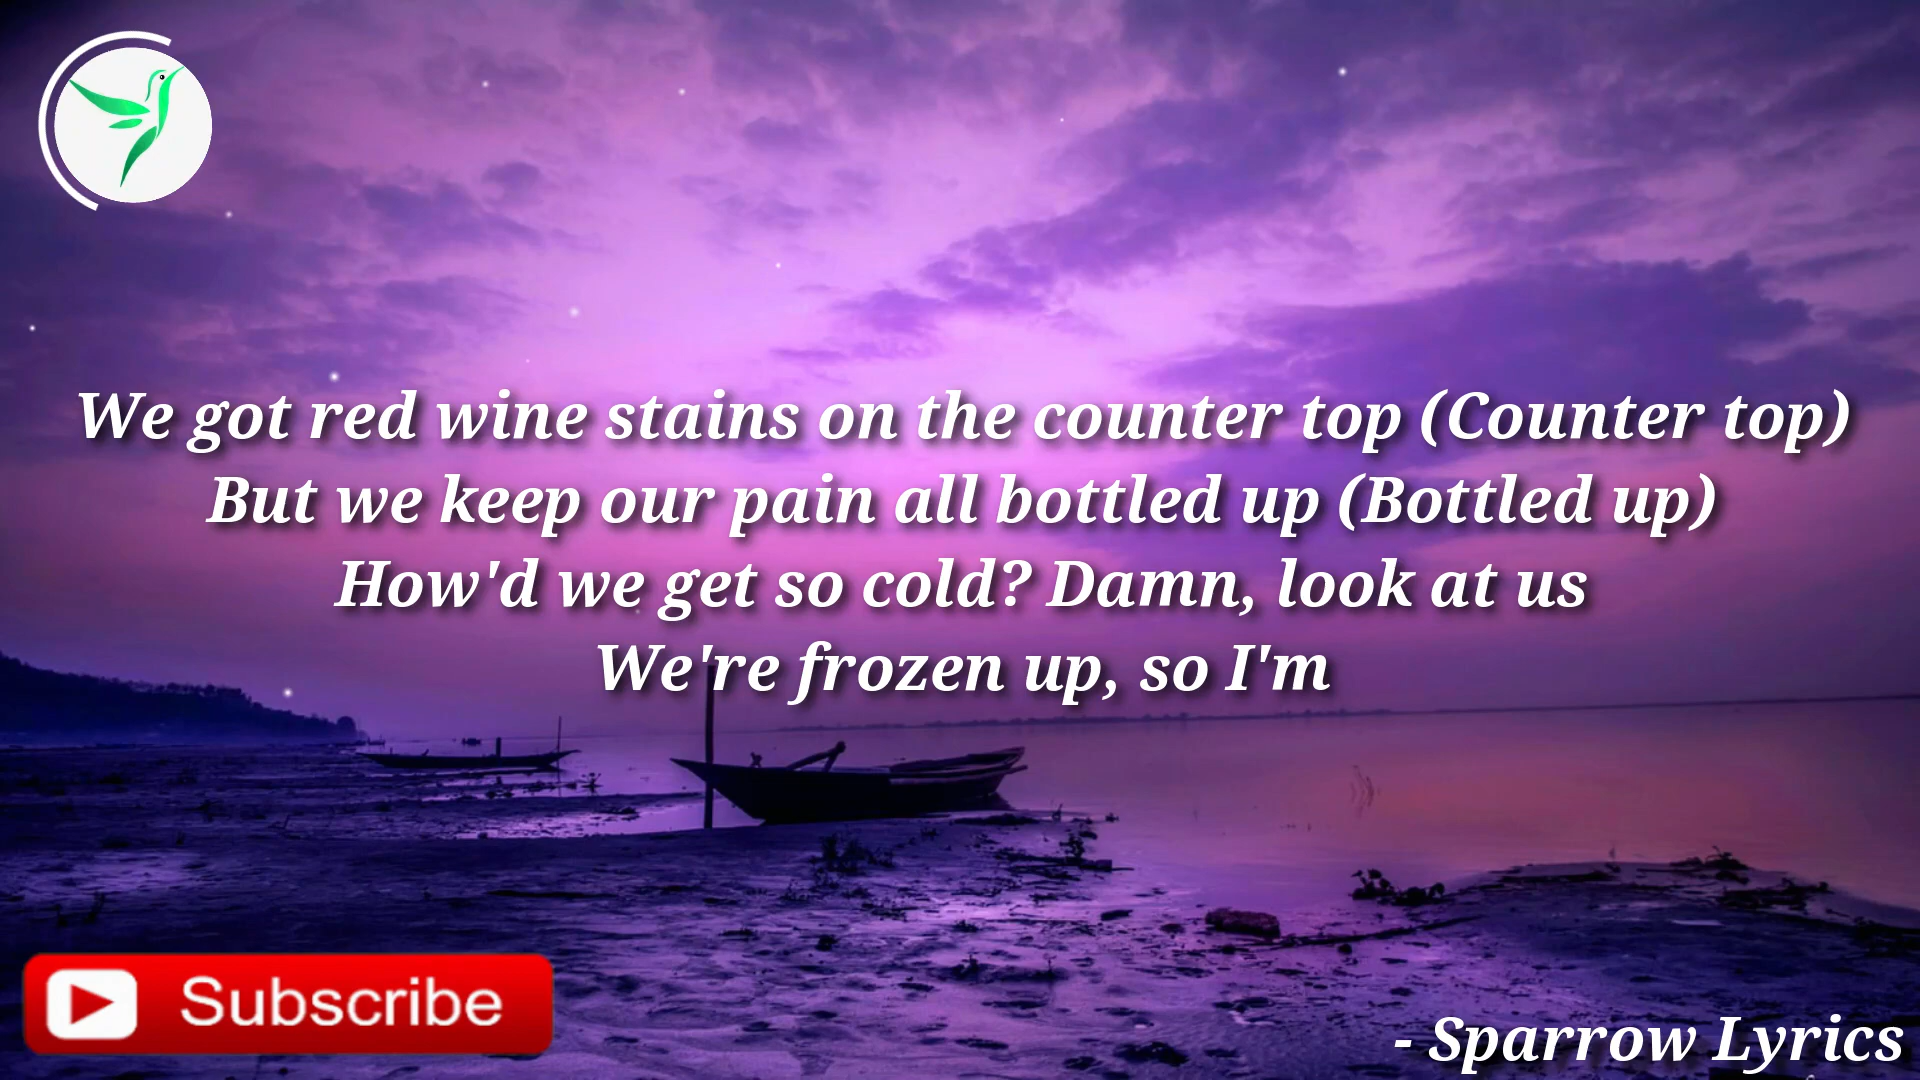 We got red wine stains on the counter top (Counter top)
But we keep our pain all bottled up (Bottled up)
How'd we get so cold? Damn, look at us
We're frozen up, so I'm
Subscribe
- Sparrow Lyrics